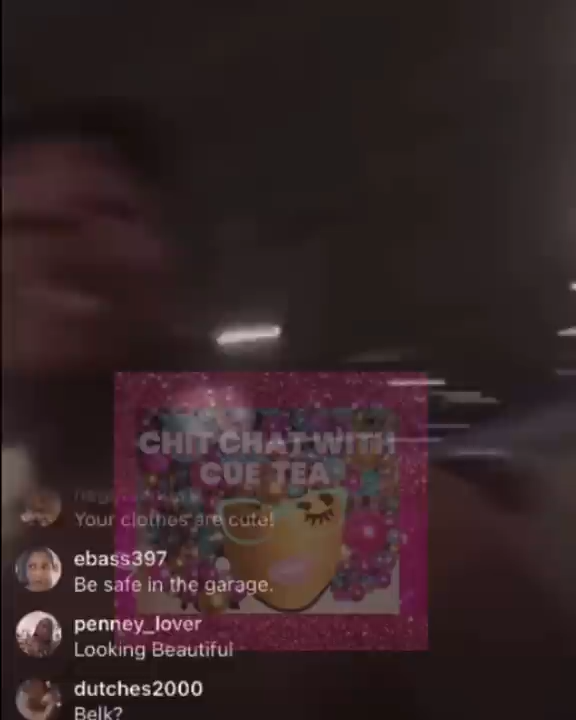 CHIT CHAT WITH
CUE TEA
Your clothes are cute!
ebass397
Be safe in the garage.
penney_lover
Looking Beautiful
dutches2000
Belk?